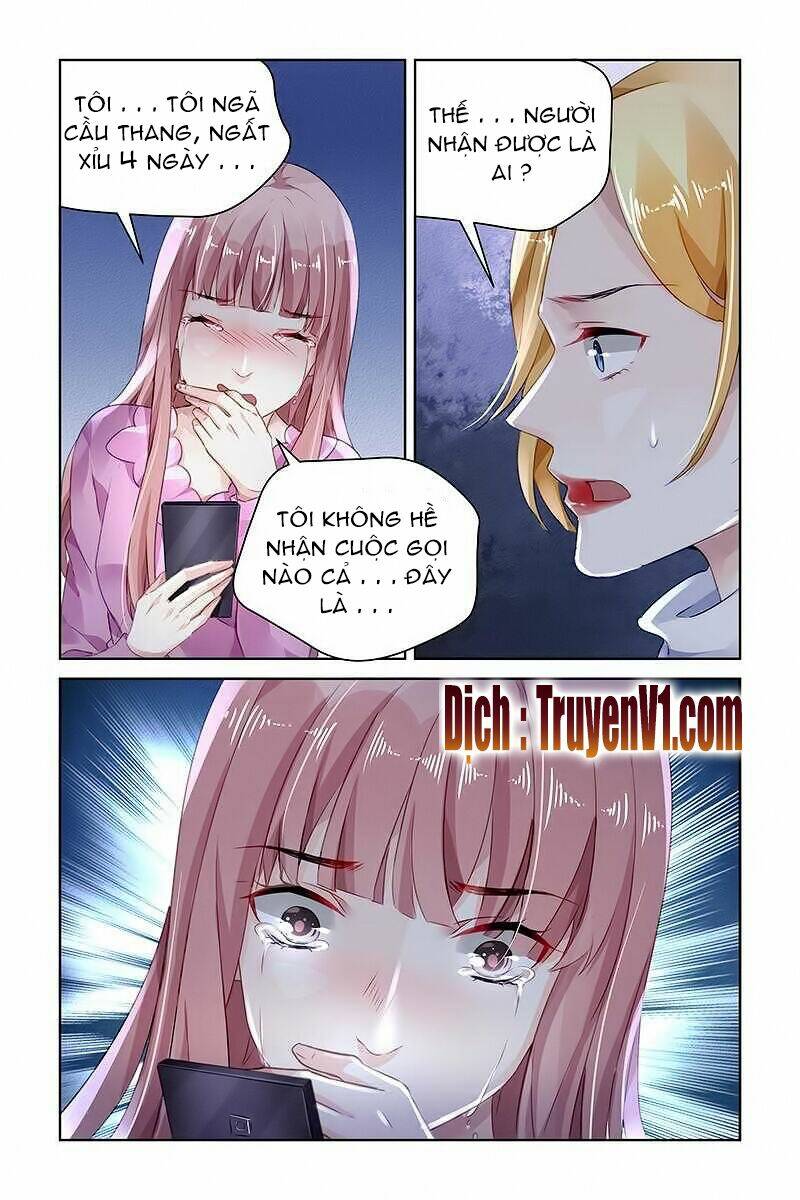 TÔI . . . TÔI NGÃ
CẦU THANG, NGẤT
XỈU 4 NGÀY . . .
TÔI KHÔNG HỀ
NHẬN CUỘC GỌI
NÀO CẢ . . . ĐÂY
LÀ . . .
THẾ . . . NGƯỜI
NHẬN ĐƯỢC LÀ
AI ?
Dịch : TruyenV1.com